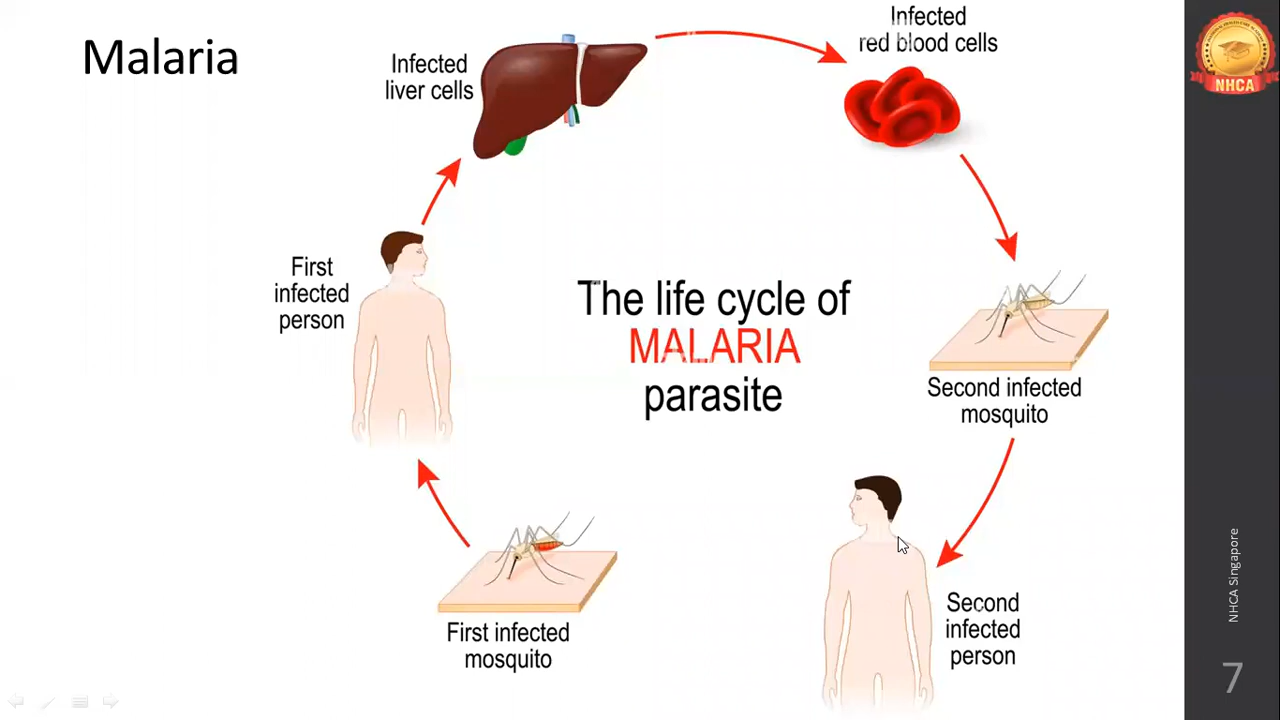 Malaria
Infected
liver cells
Infected
red blood cells
First
infected
person
The life cycle of
MALARIA
parasite
Second infected
mosquito
First infected
mosquito
Second
infected
person
NHCA
NHCA Singapore
7